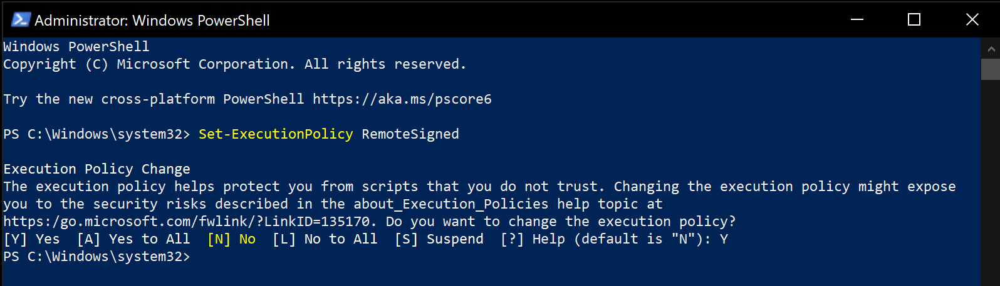 Administrator: Windows PowerShell
Windows PowerShell
Copyright (C) Microsoft Corporation. All rights reserved.
Try the new cross-platform PowerShell https://aka.ms/pscore6
PS C:\Windows\system32> Set-ExecutionPolicy RemoteSigned
Execution Policy Change
The execution policy helps protect you from scripts that you do not trust. Changing the execution policy might expose
you to the security risks described in the about_Execution_Policies help topic at
https:/go.microsoft.com/fwlink/?LinkID=135170. Do you want to change the execution policy?
[Y] Yes  [A] Yes to All  [N] No  [L] No to All  [S] Suspend  [?] Help (default is "N"): Y
PS C:\Windows\system32>